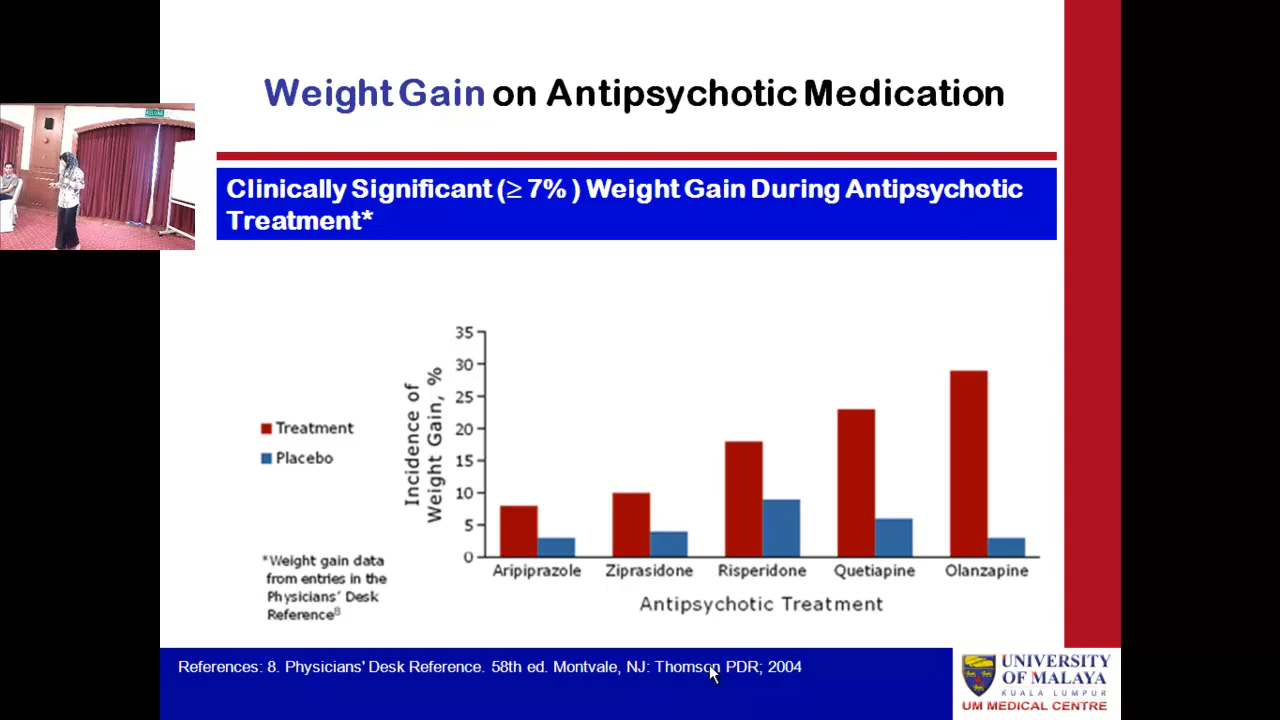 Weight Gain on Antipsychotic Medication
Clinically Significant (≥ 7% ) Weight Gain During Antipsychotic
Treatment*
Incidence of
Weight Gain, %
35
30
25
20
15
10
5
0
Treatment
Placebo
Aripiprazole Ziprasidone Risperidone Quetiapine Olanzapine
Antipsychotic Treatment
*Weight gain data
from entries in the
Physicians' Desk
Reference8
References: 8. Physicians' Desk Reference. 58th ed. Montvale, NJ: Thomson PDR; 2004
UNIVERSITY
OF MALAYA
KUALA LUMPUR
UM MEDICAL CENTRE